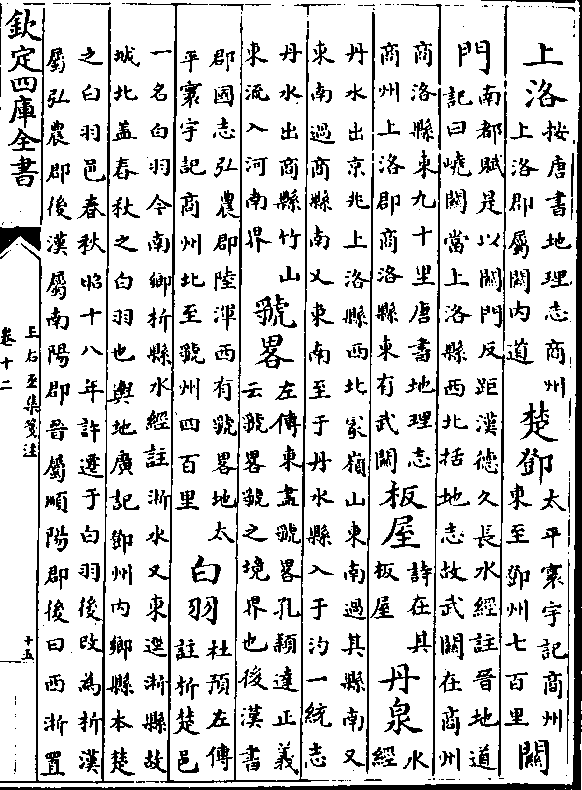 上洛按唐書地理志商州
上洛郡屬關内道
楚鄧太平寰宇記商州
東至鄧州七百里
關
門南都賦是以關門反距漢徳久長水經註晉地道
記曰嶢關當上洛縣西北括地志故武關在商州
商洛縣東九十里唐書地理志
商州上洛郡商洛縣東有武關
板屋詩在其
板屋
丹泉水
經
丹水出京兆上洛縣西北冡嶺山東南過其縣南又
東南過商縣南又東南至于丹水縣入于汋一統志
丹水出商縣竹山
東流入河南界
虢畧左傳東盡虢畧孔穎達正義
云虢畧虢之境界也後漢書
郡國志弘農郡陸渾西有虢畧地太
平寰宇記商州北至虢州四百里
白羽杜預左傳
註析楚邑
一名白羽今南鄉析縣水經註淅水又東逕淅縣故
城北蓋春秋之白羽也輿地廣記鄧州内鄉縣本楚
之白羽邑春秋昭十八年許遷于白羽後改為析漢
屬弘農郡後漢屬南陽郡晉屬順陽郡後曰西淅置
欽定四庫全書
王右丞集箋注
卷十二
十五